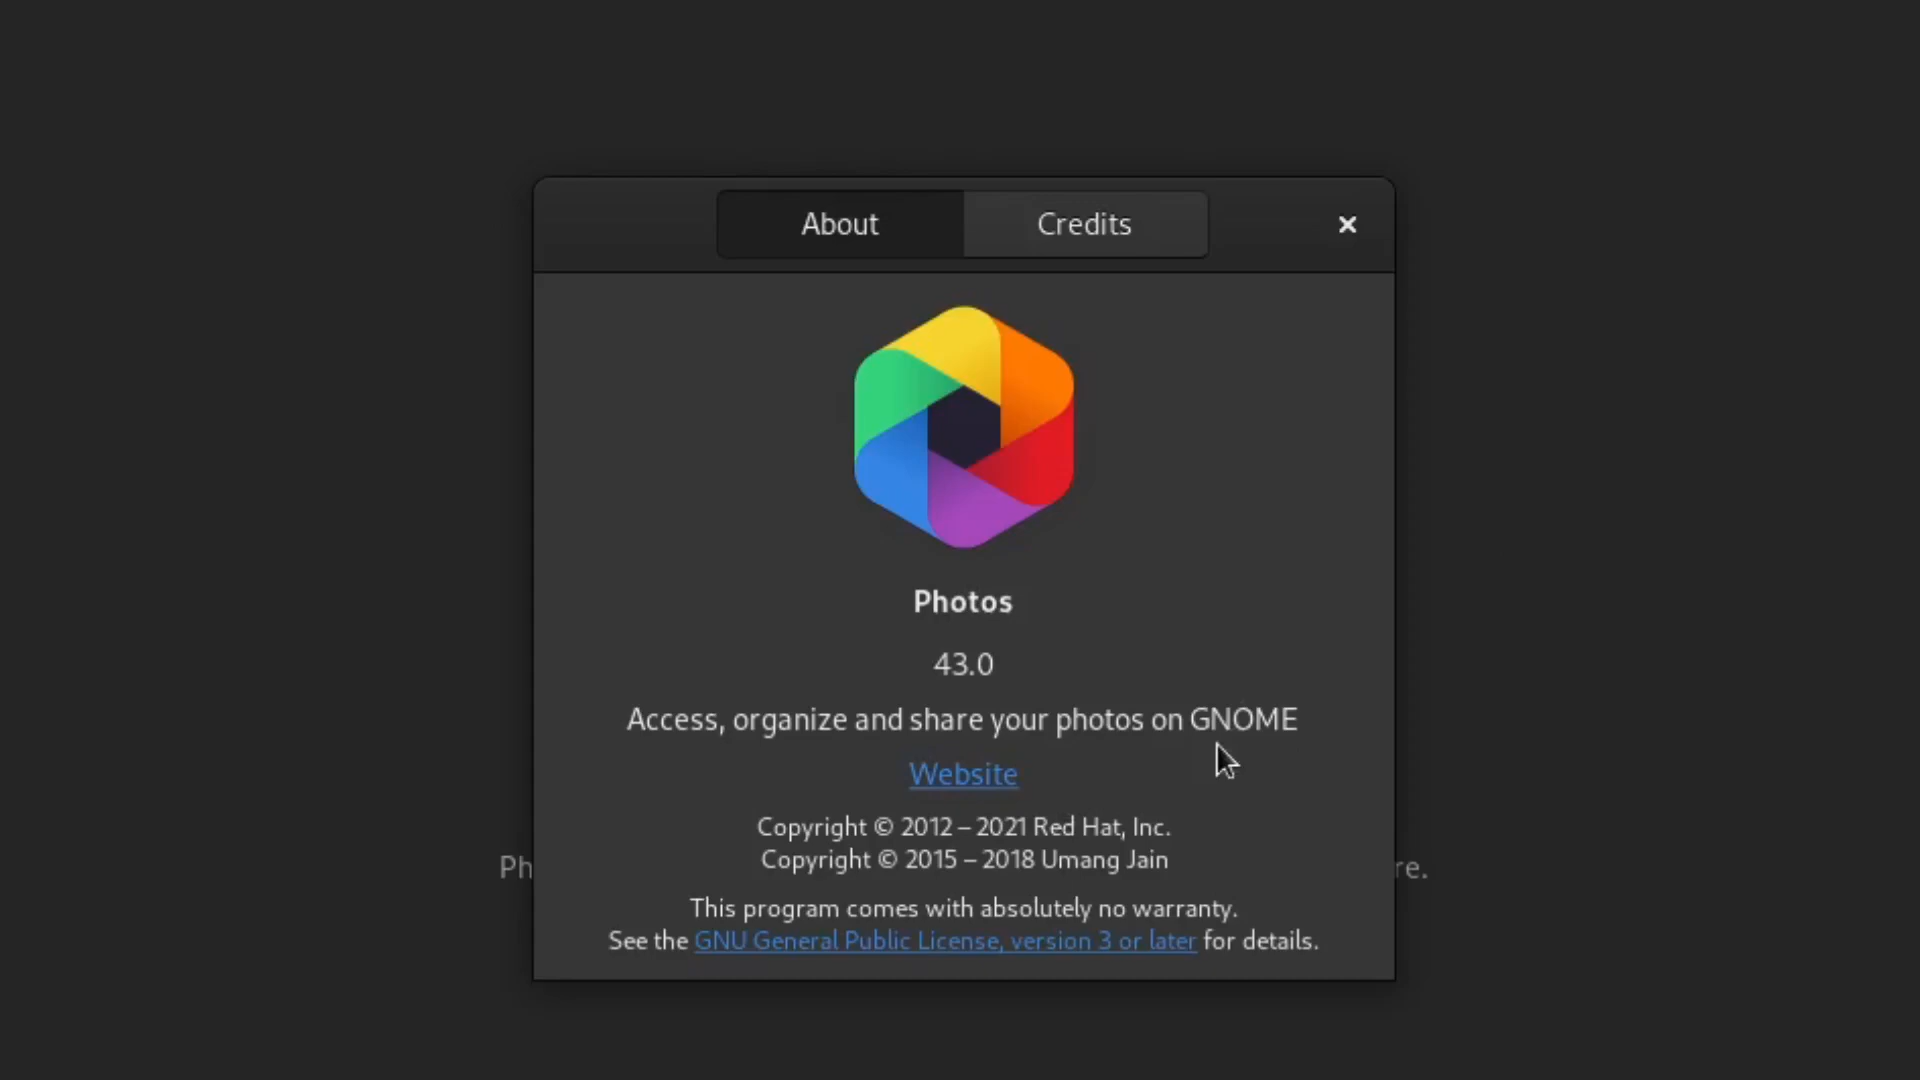 About
Credits
Photos
43.0
Access, organize and share your photos on GNOME
Website
Copyright © 2012 – 2021 Red Hat, Inc.
Copyright © 2015 – 2018 Umang Jain
Ph re.
This program comes with absolutely no warranty.
See the GNU General Public License, version 3 or later for details.